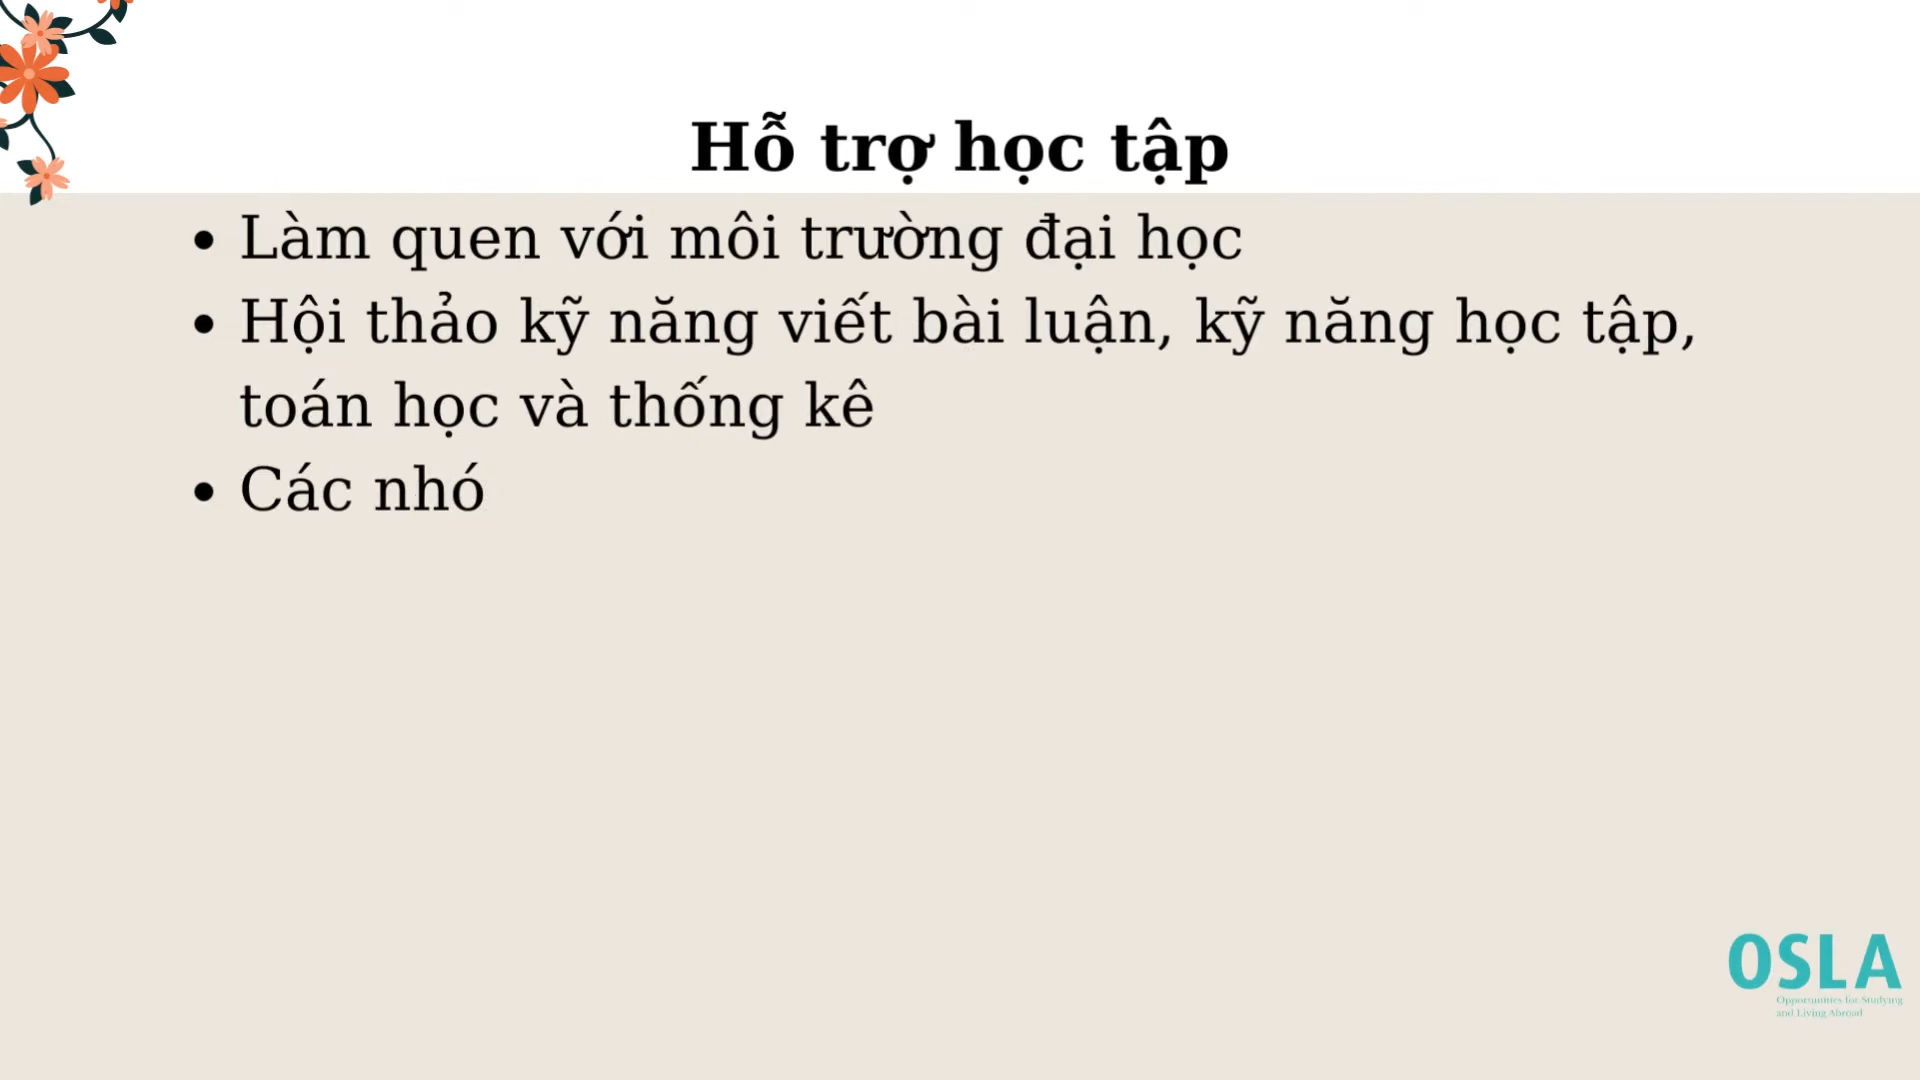 Hỗ trợ học tập
• Làm quen với môi trường đại học
• Hội thảo kỹ năng viết bài luận, kỹ năng học tập,
toán học và thống kê
• Các nhó
OSLA
Opportunities for Studying
and Living Abroad